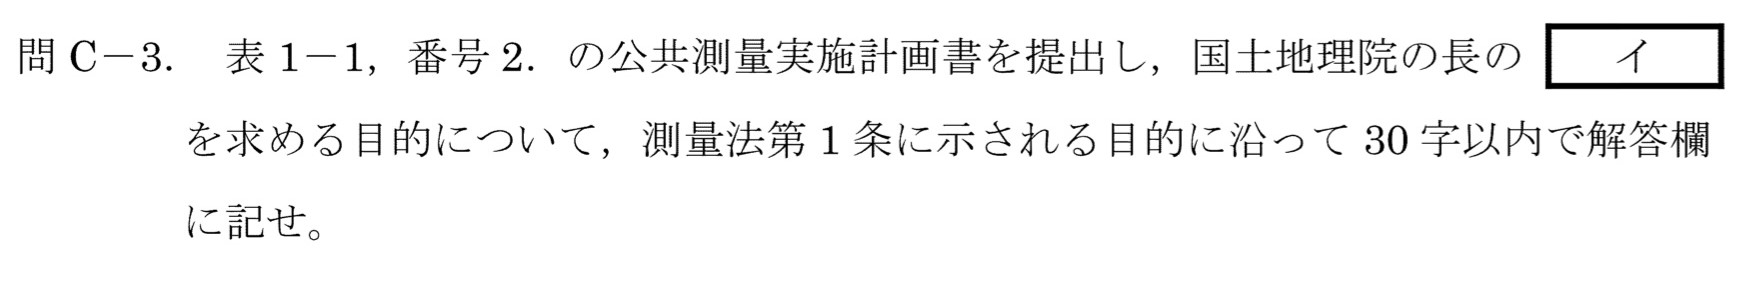 問 C－3． 表 1－1，番号 2．の公共測量実施計画書を提出し，国土地理院の長の イ
を求める目的について，測量法第 1 条に示される目的に沿って 30 字以内で解答欄
に記せ。